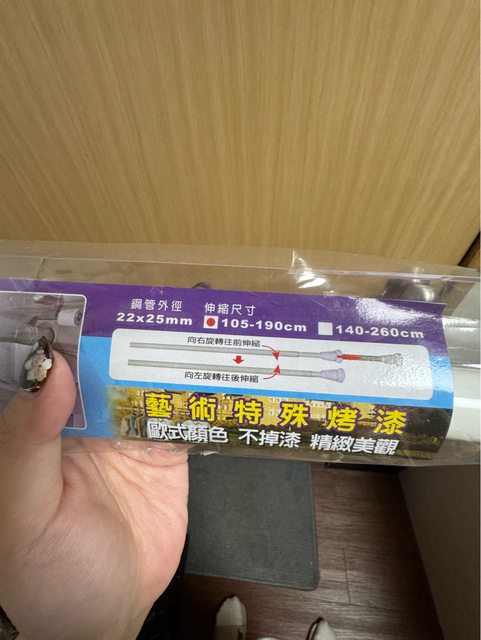 鋼管外徑 伸縮尺寸
22x25mm 105-190cm 140-260cm
向右旋轉往前伸縮
向左旋轉往後伸縮
藝術特殊烤漆
歐式顏色 不掉漆 精緻美觀